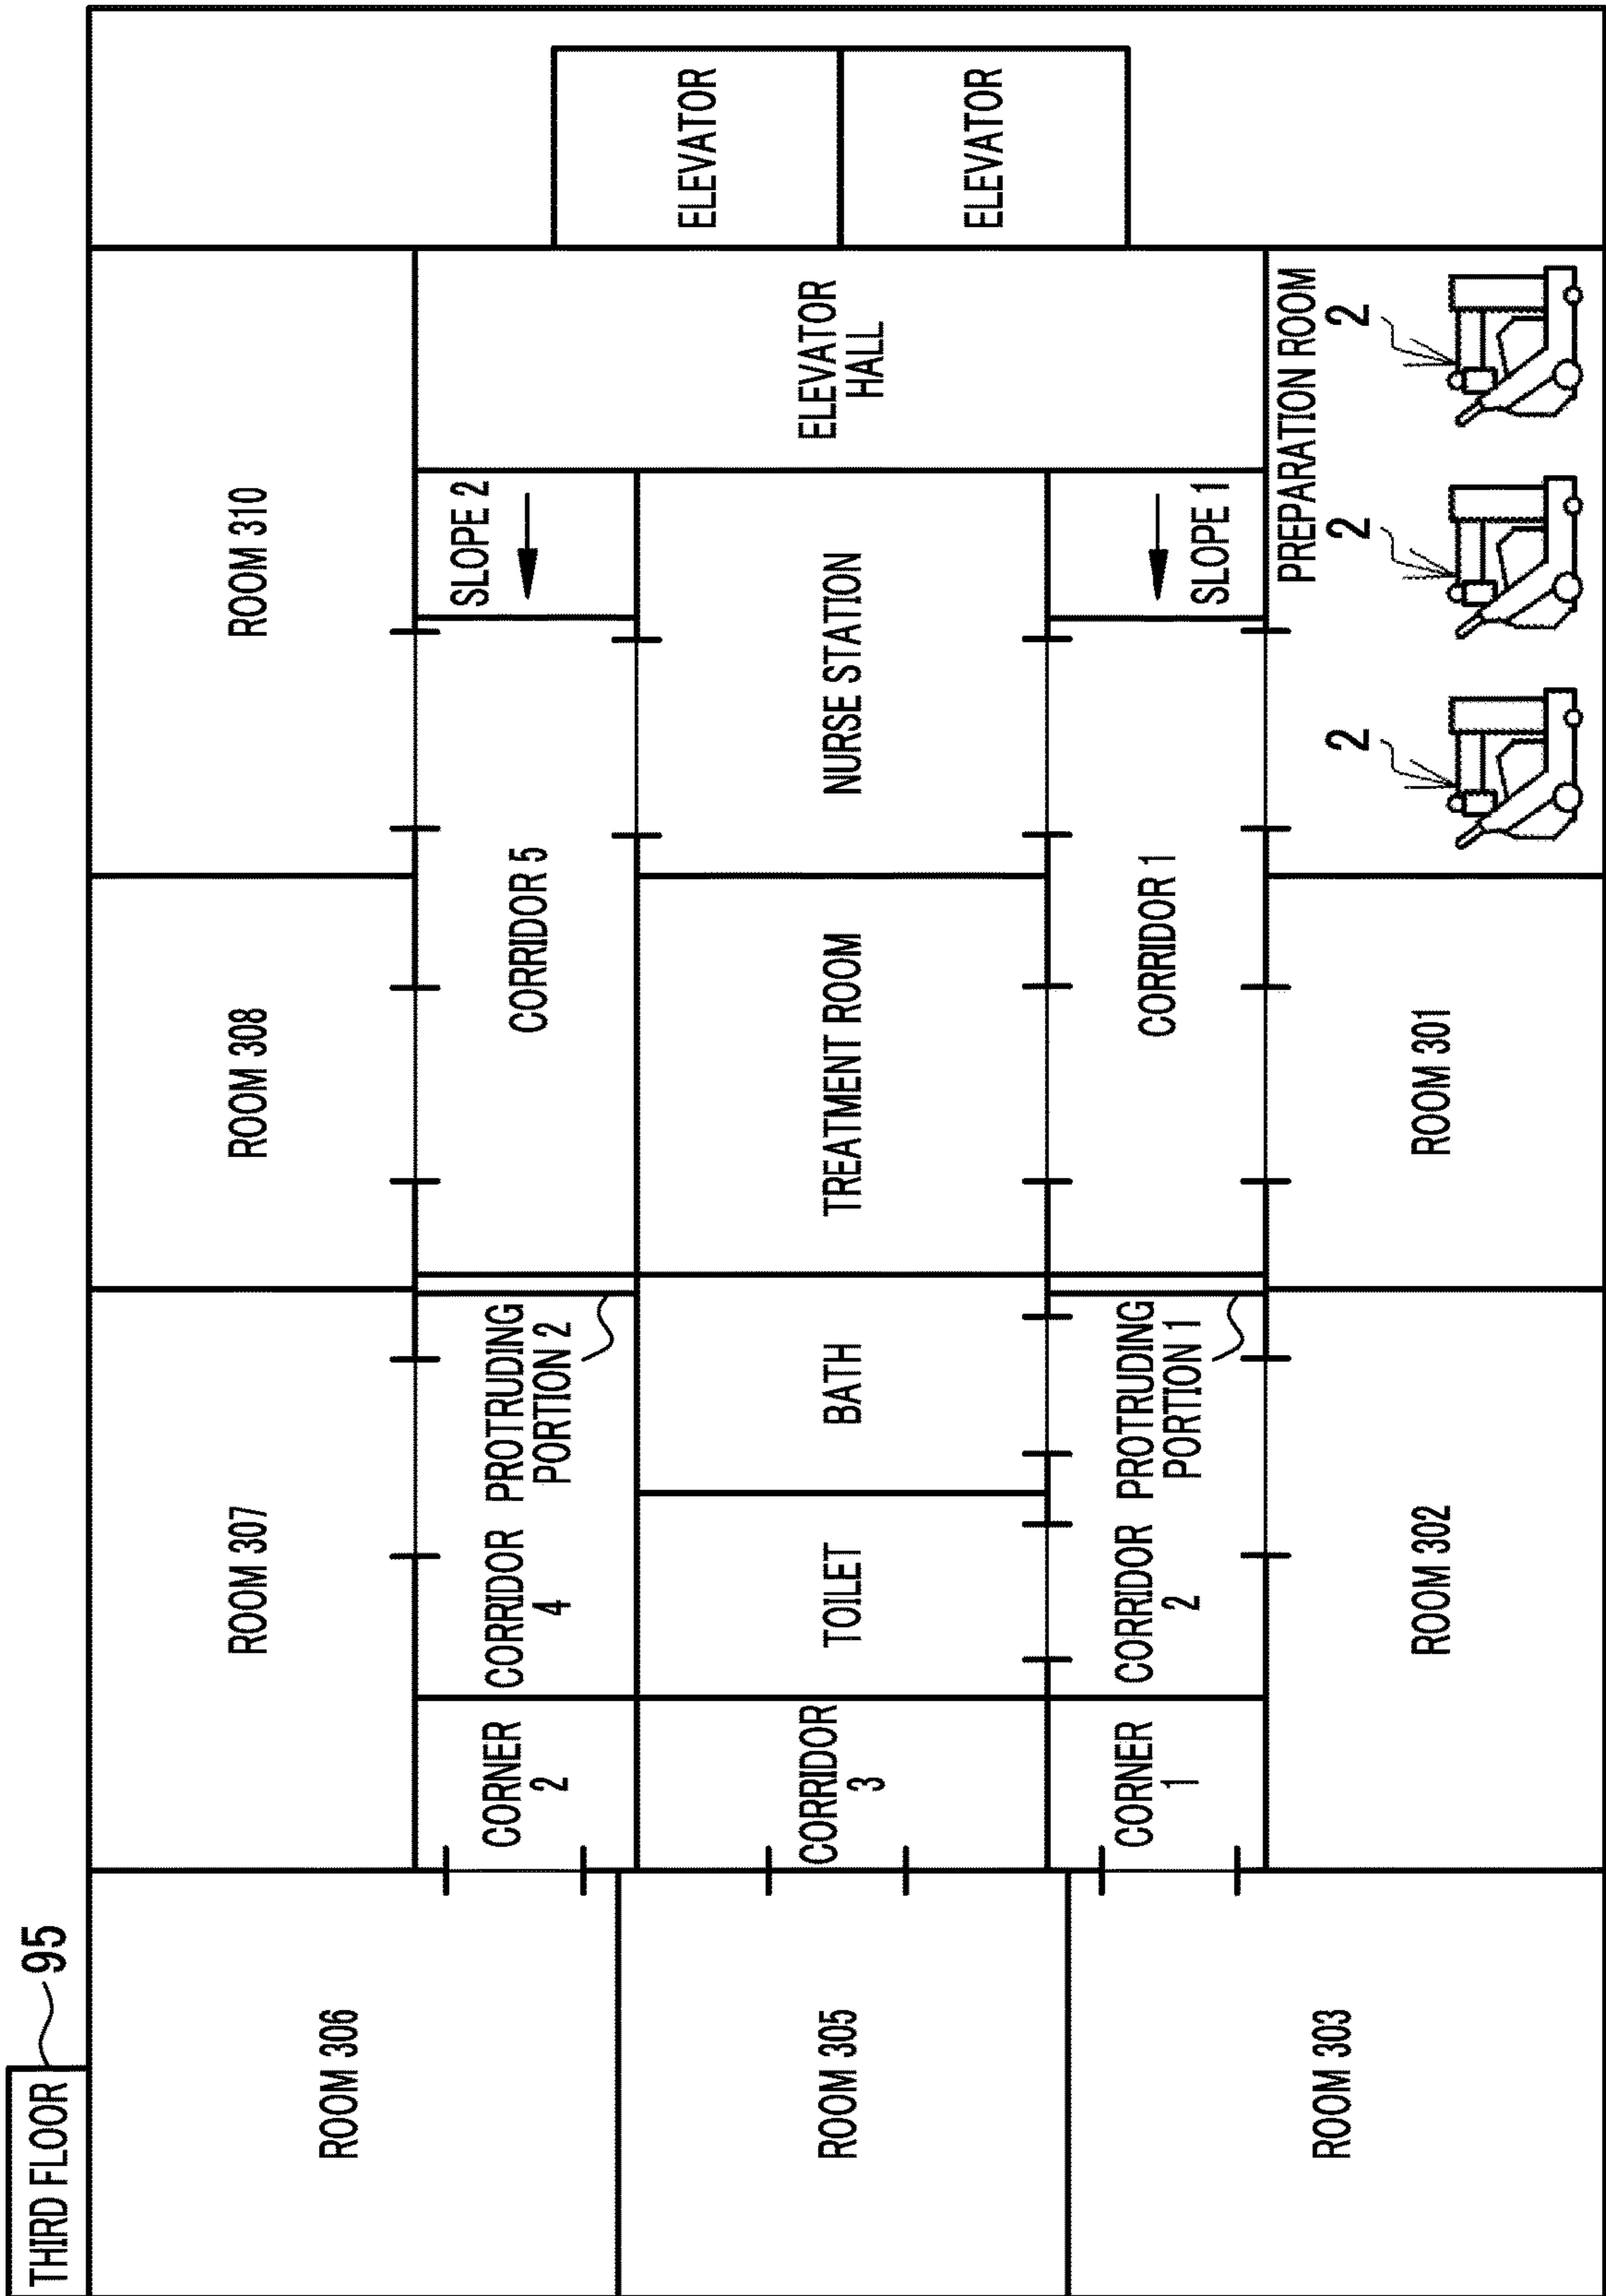 THIRD FLOOR
95
ROOM 307
ROOM 308
ROOM 310
ROOM 306
CORNER
2
CORRIDOR
4
PROTRUDING
PORTION 2
CORRIDOR 5
SLOPE 2
ELEVATOR
ROOM 305
CORRIDOR
3
TOILET
BATH
TREATMENT ROOM
NURSE STATION
ELEVATOR
HALL
ELEVATOR
CORNER
1
CORRIDOR
2
PROTRUDING
PORTION 1
CORRIDOR 1
SLOPE 1
ROOM 303
ROOM 302
ROOM 301
PREPARATION ROOM
2
2
2